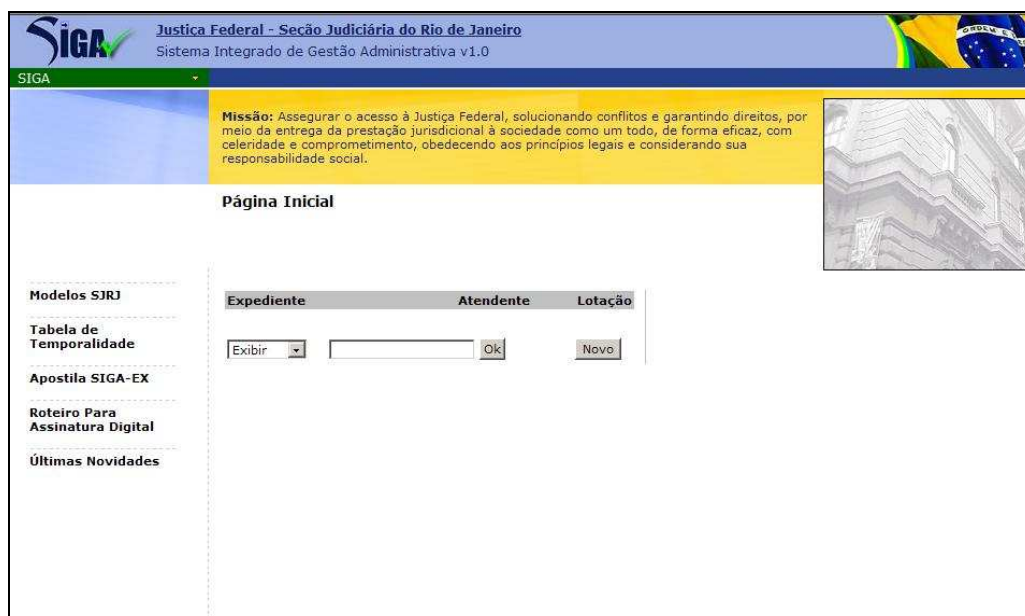 SIGA
Justiça Federal - Seção Judiciária do Rio de Janeiro
Sistema Integrado de Gestão Administrativa v1.0
ORDEM E
SIGA
Missão: Assegurar o acesso à Justiça Federal, solucionando conflitos e garantindo direitos, por
meio da entrega da prestação jurisdicional à sociedade como um todo, de forma eficaz, com
celeridade e comprometimento, obedecendo aos princípios legais e considerando sua
responsabilidade social.
Página Inicial
Modelos SJRJ
Tabela de
Temporalidade
Apostila SIGA-EX
Roteiro Para
Assinatura Digital
Últimas Novidades
Expediente Atendente Lotação
Exibir Ok Novo